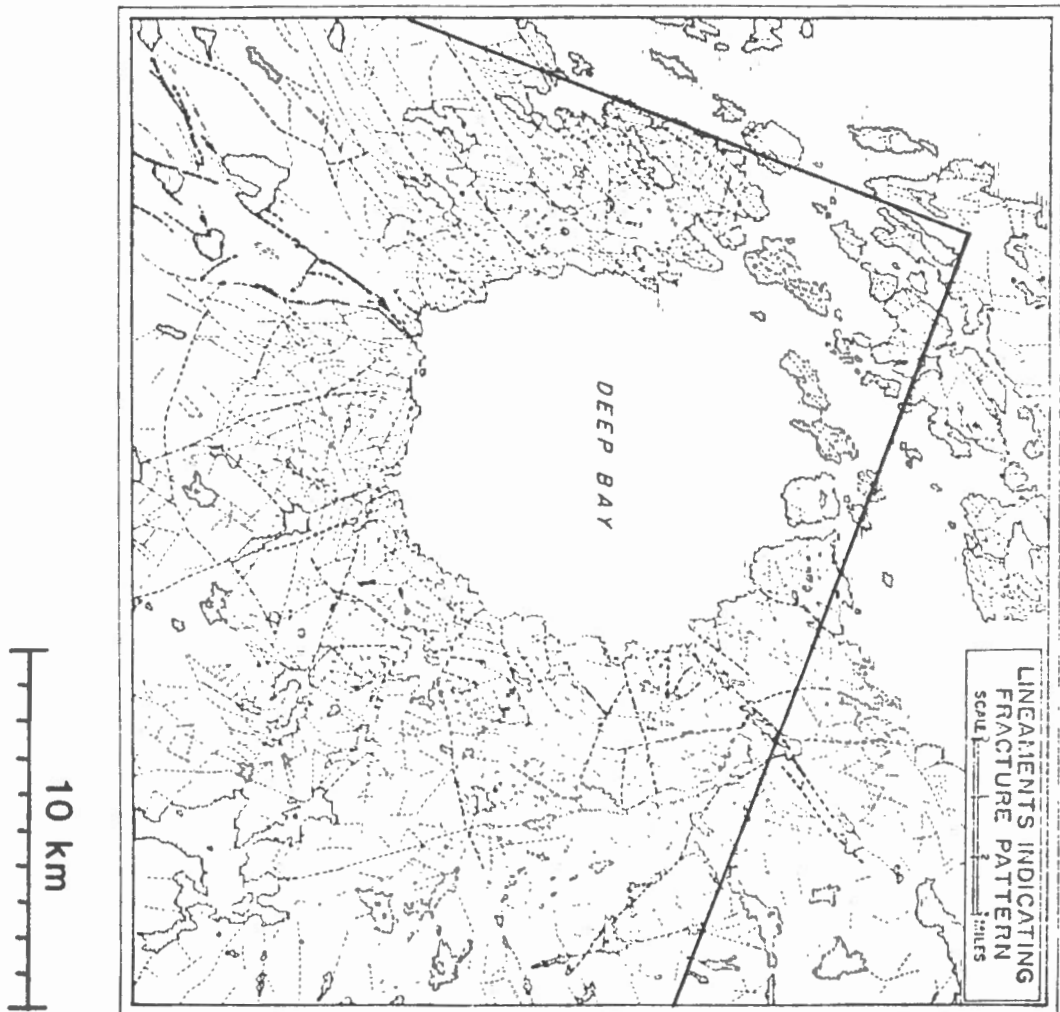 LINEAMENTS INDICATING
FRACTURE PATTERN
SCALE
MILES
DEEP BAY
10 km